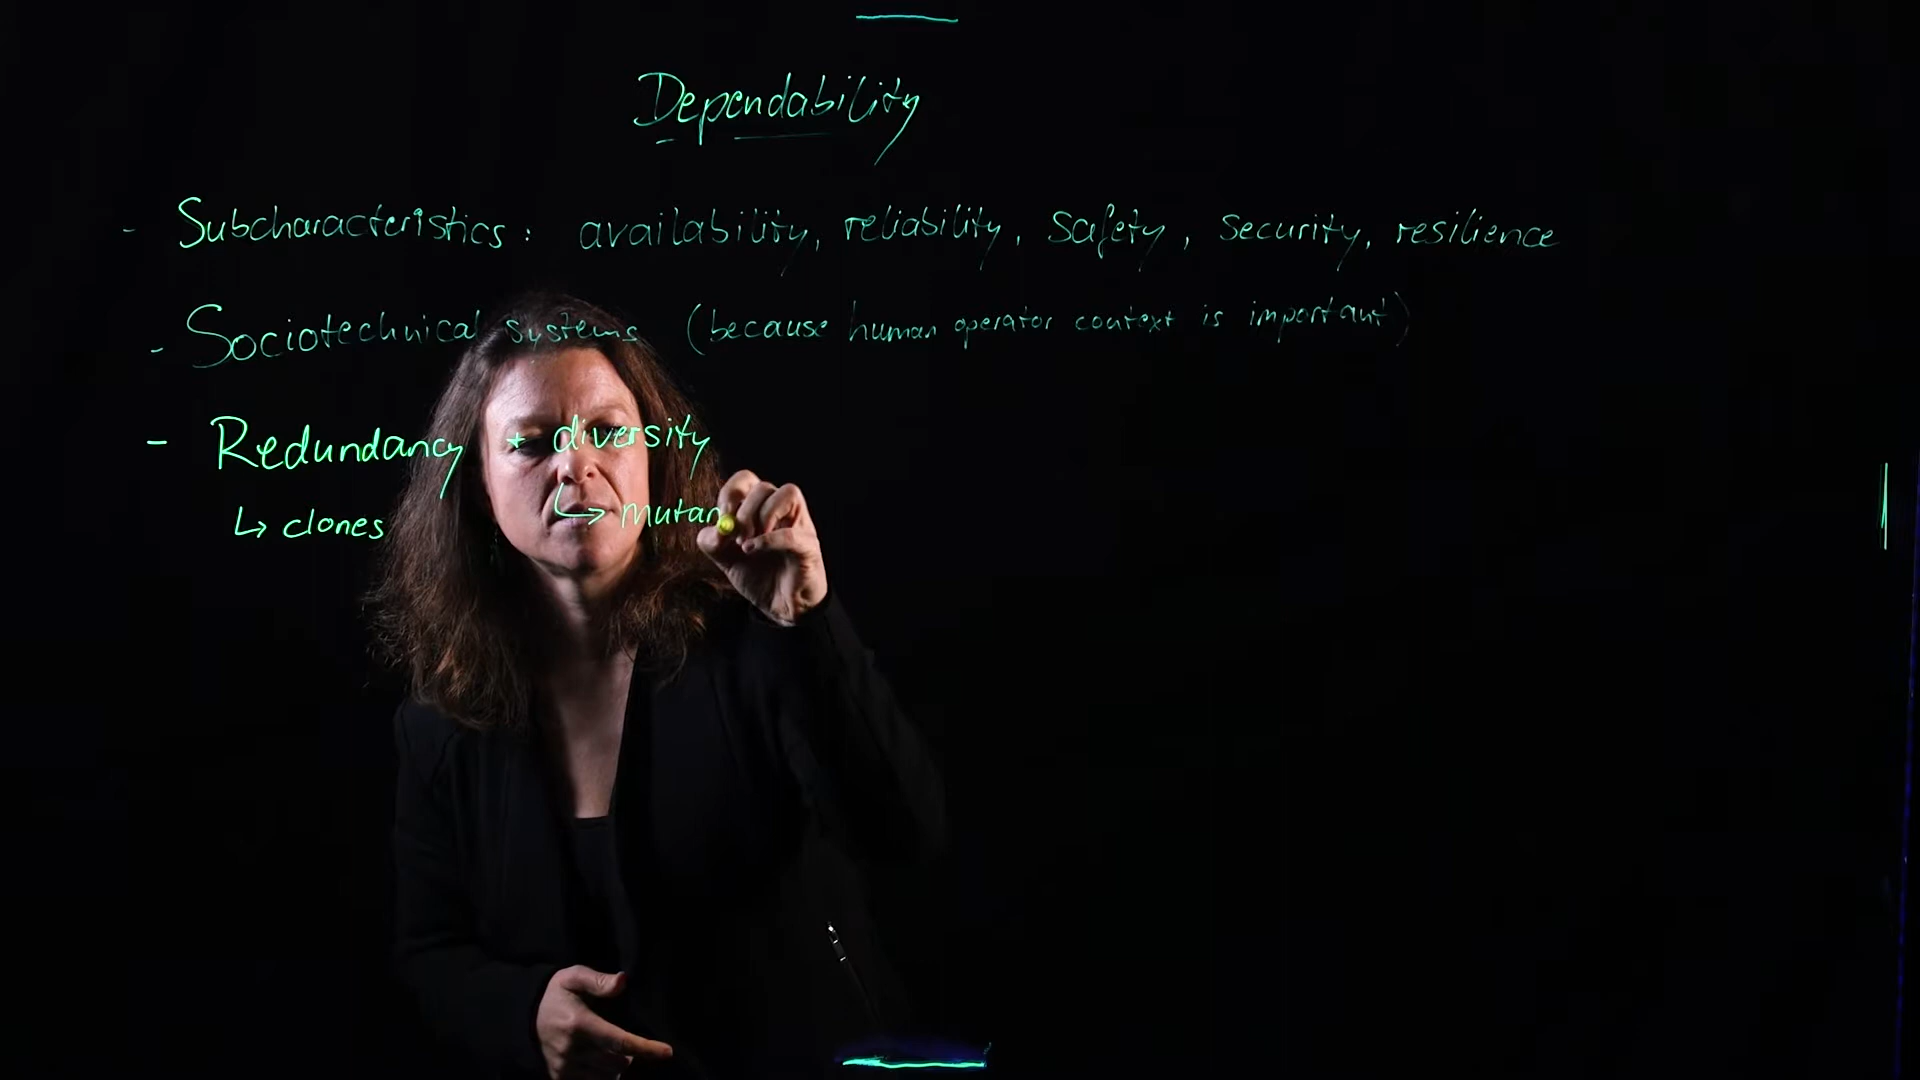 Dependability
- Subcharacteristics: availability, reliability, safety, security, resilience
- Sociotechnical systems (because human operator context is important)
- Redundancy + diversity
↳ clones ↳ mutan